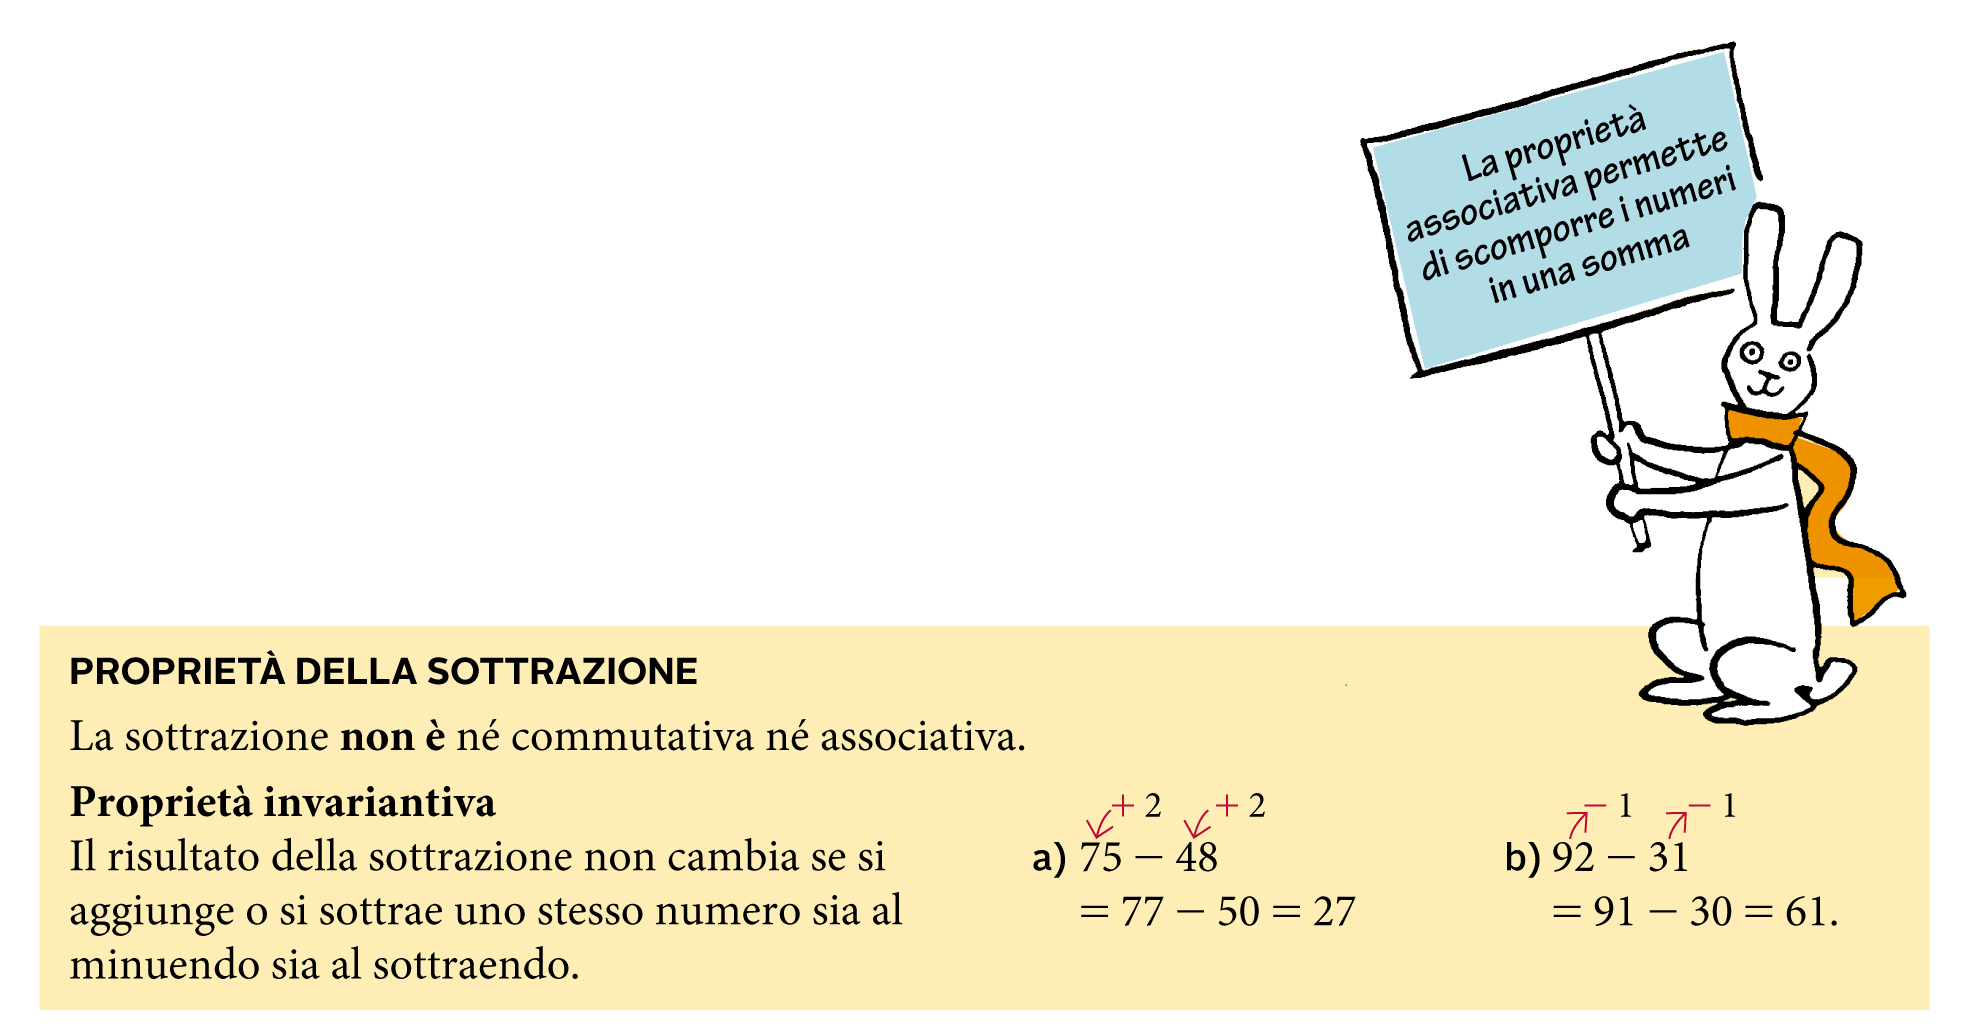 La proprietà
associativa permette
di scomporre i numeri
in una somma
PROPRIETÀ DELLA SOTTRAZIONE
La sottrazione non è né commutativa né associativa.
Proprietà invariantiva
Il risultato della sottrazione non cambia se si
aggiunge o si sottrae uno stesso numero sia al
minuendo sia al sottraendo.
+ 2 + 2
a) 75 − 48
= 77 − 50 = 27
− 1 − 1
b) 92 − 31
= 91 − 30 = 61.